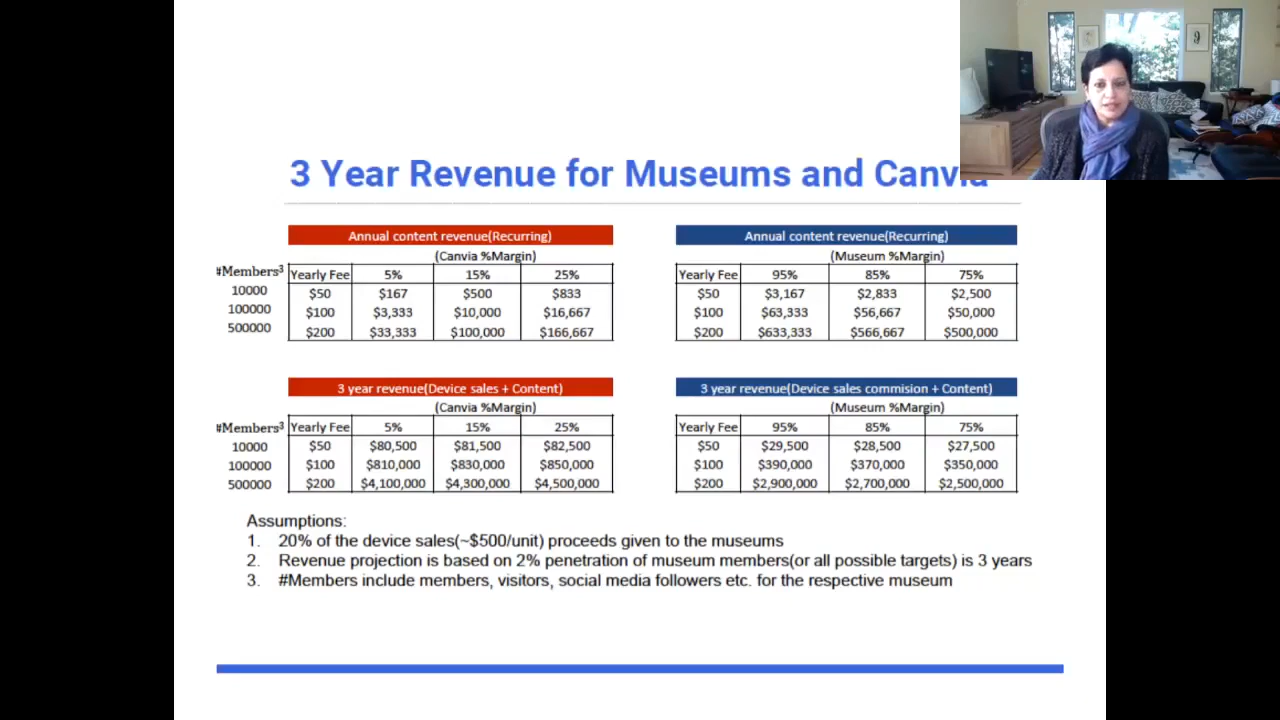 3 Year Revenue for Museums and Canvia
Annual content revenue(Recurring)
(Canvia %Margin)
#Members3 Yearly Fee 5% 15% 25%
10000 $50 $167 $500 $833
100000 $100 $3,333 $10,000 $16,667
500000 $200 $33,333 $100,000 $166,667
Annual content revenue(Recurring)
(Museum %Margin)
Yearly Fee 95% 85% 75%
$50 $3,167 $2,833 $2,500
$100 $63,333 $56,667 $50,000
$200 $633,333 $566,667 $500,000
3 year revenue(Device sales + Content)
(Canvia %Margin)
#Members3 Yearly Fee 5% 15% 25%
10000 $50 $80,500 $81,500 $82,500
100000 $100 $810,000 $830,000 $850,000
500000 $200 $4,100,000 $4,300,000 $4,500,000
3 year revenue(Device sales commision + Content)
(Museum %Margin)
Yearly Fee 95% 85% 75%
$50 $29,500 $28,500 $27,500
$100 $390,000 $370,000 $350,000
$200 $2,900,000 $2,700,000 $2,500,000
Assumptions:
1. 20% of the device sales(~$500/unit) proceeds given to the museums
2. Revenue projection is based on 2% penetration of museum members(or all possible targets) is 3 years
3. #Members include members, visitors, social media followers etc. for the respective museum